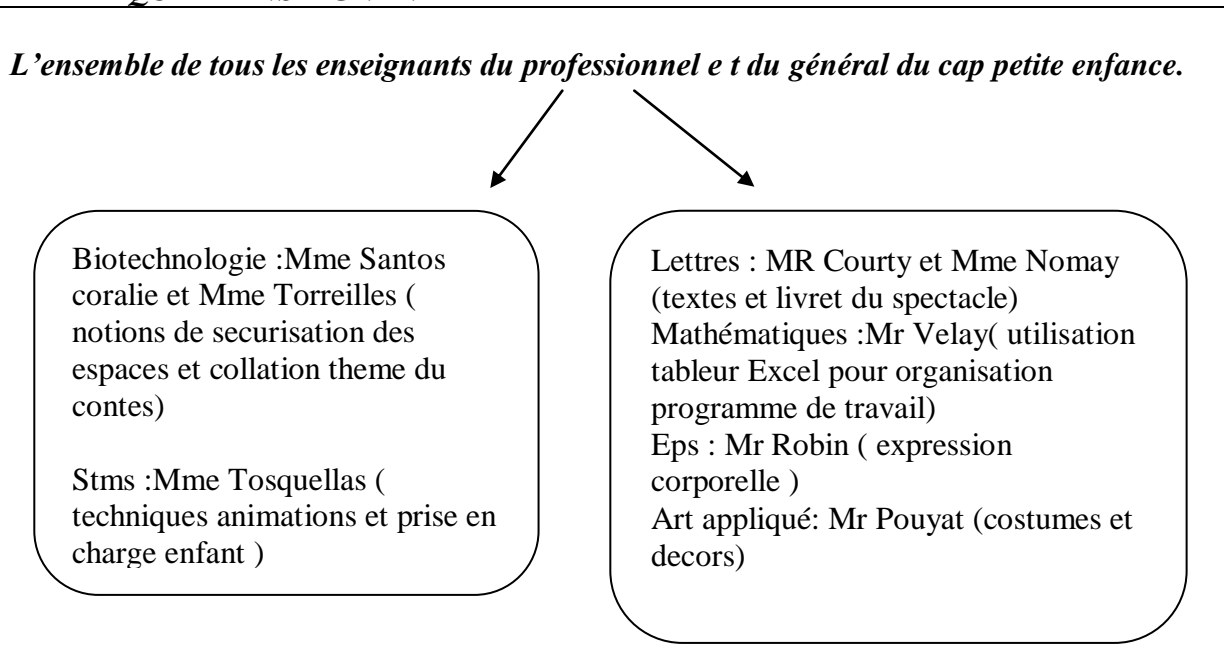 L'ensemble de tous les enseignants du professionnel e t du général du cap petite enfance.
Biotechnologie :Mme Santos
coralie et Mme Torreilles (
notions de securisation des
espaces et collation theme du
contes)
Stms :Mme Tosquellas (
techniques animations et prise en
charge enfant )
Lettres : MR Courty et Mme Nomay
(textes et livret du spectacle)
Mathématiques :Mr Velay( utilisation
tableur Excel pour organisation
programme de travail)
Eps : Mr Robin ( expression
corporelle )
Art appliqué: Mr Pouyat (costumes et
decors)